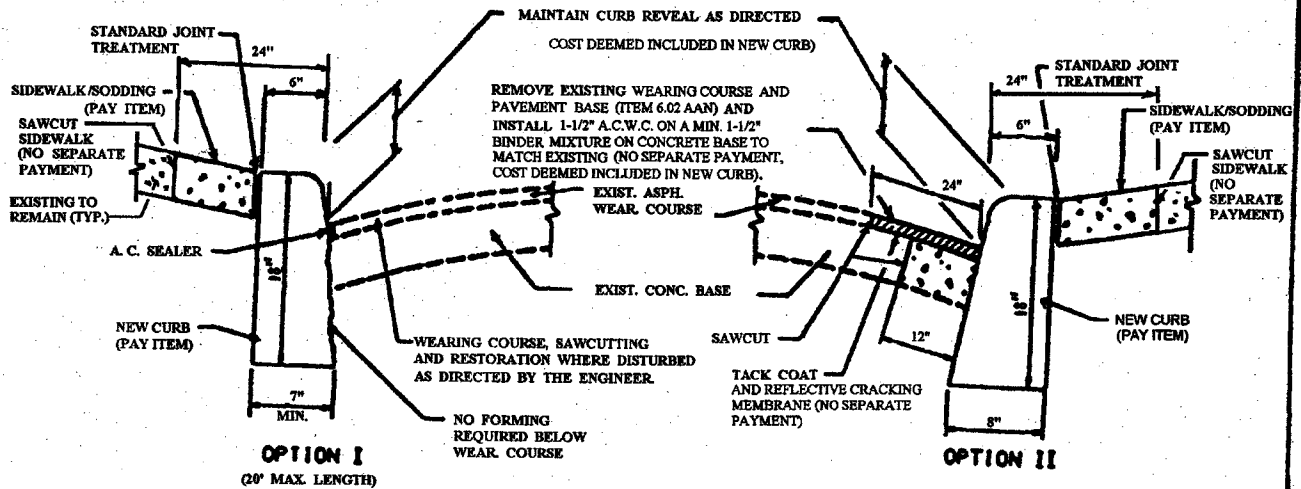 MAINTAIN CURB REVEAL AS DIRECTED
COST DEEMED INCLUDED IN NEW CURB)
STANDARD JOINT
TREATMENT
24"
6"
SIDEWALK/SODDING
(PAY ITEM)
SAWCUT
SIDEWALK
(NO SEPARATE
PAYMENT)
EXISTING TO
REMAIN (TYP.)
A.C. SEALER
18"
NEW CURB
(PAY ITEM)
7"
MIN.
OPTION I
(20' MAX. LENGTH)
REMOVE EXISTING WEARING COURSE AND
PAVEMENT BASE (ITEM 6.02 AAN) AND
INSTALL 1-1/2" A.C.W.C. ON A MIN. 1-1/2"
BINDER MIXTURE ON CONCRETE BASE TO
MATCH EXISTING (NO SEPARATE PAYMENT,
COST DEEMED INCLUDED IN NEW CURB).
EXIST. ASPH.
WEAR. COURSE
EXIST. CONC. BASE
WEARING COURSE, SAWCUTTING
AND RESTORATION WHERE DISTURBED
AS DIRECTED BY THE ENGINEER.
NO FORMING
REQUIRED BELOW
WEAR. COURSE
SAWCUT
TACK COAT
AND REFLECTIVE CRACKING
MEMBRANE (NO SEPARATE
PAYMENT)
STANDARD JOINT
TREATMENT
24"
6"
24"
SIDEWALK/SODDING
(PAY ITEM)
SAWCUT
SIDEWALK
(NO
SEPARATE
PAYMENT)
18"
12"
NEW CURB
(PAY ITEM)
8"
OPTION II